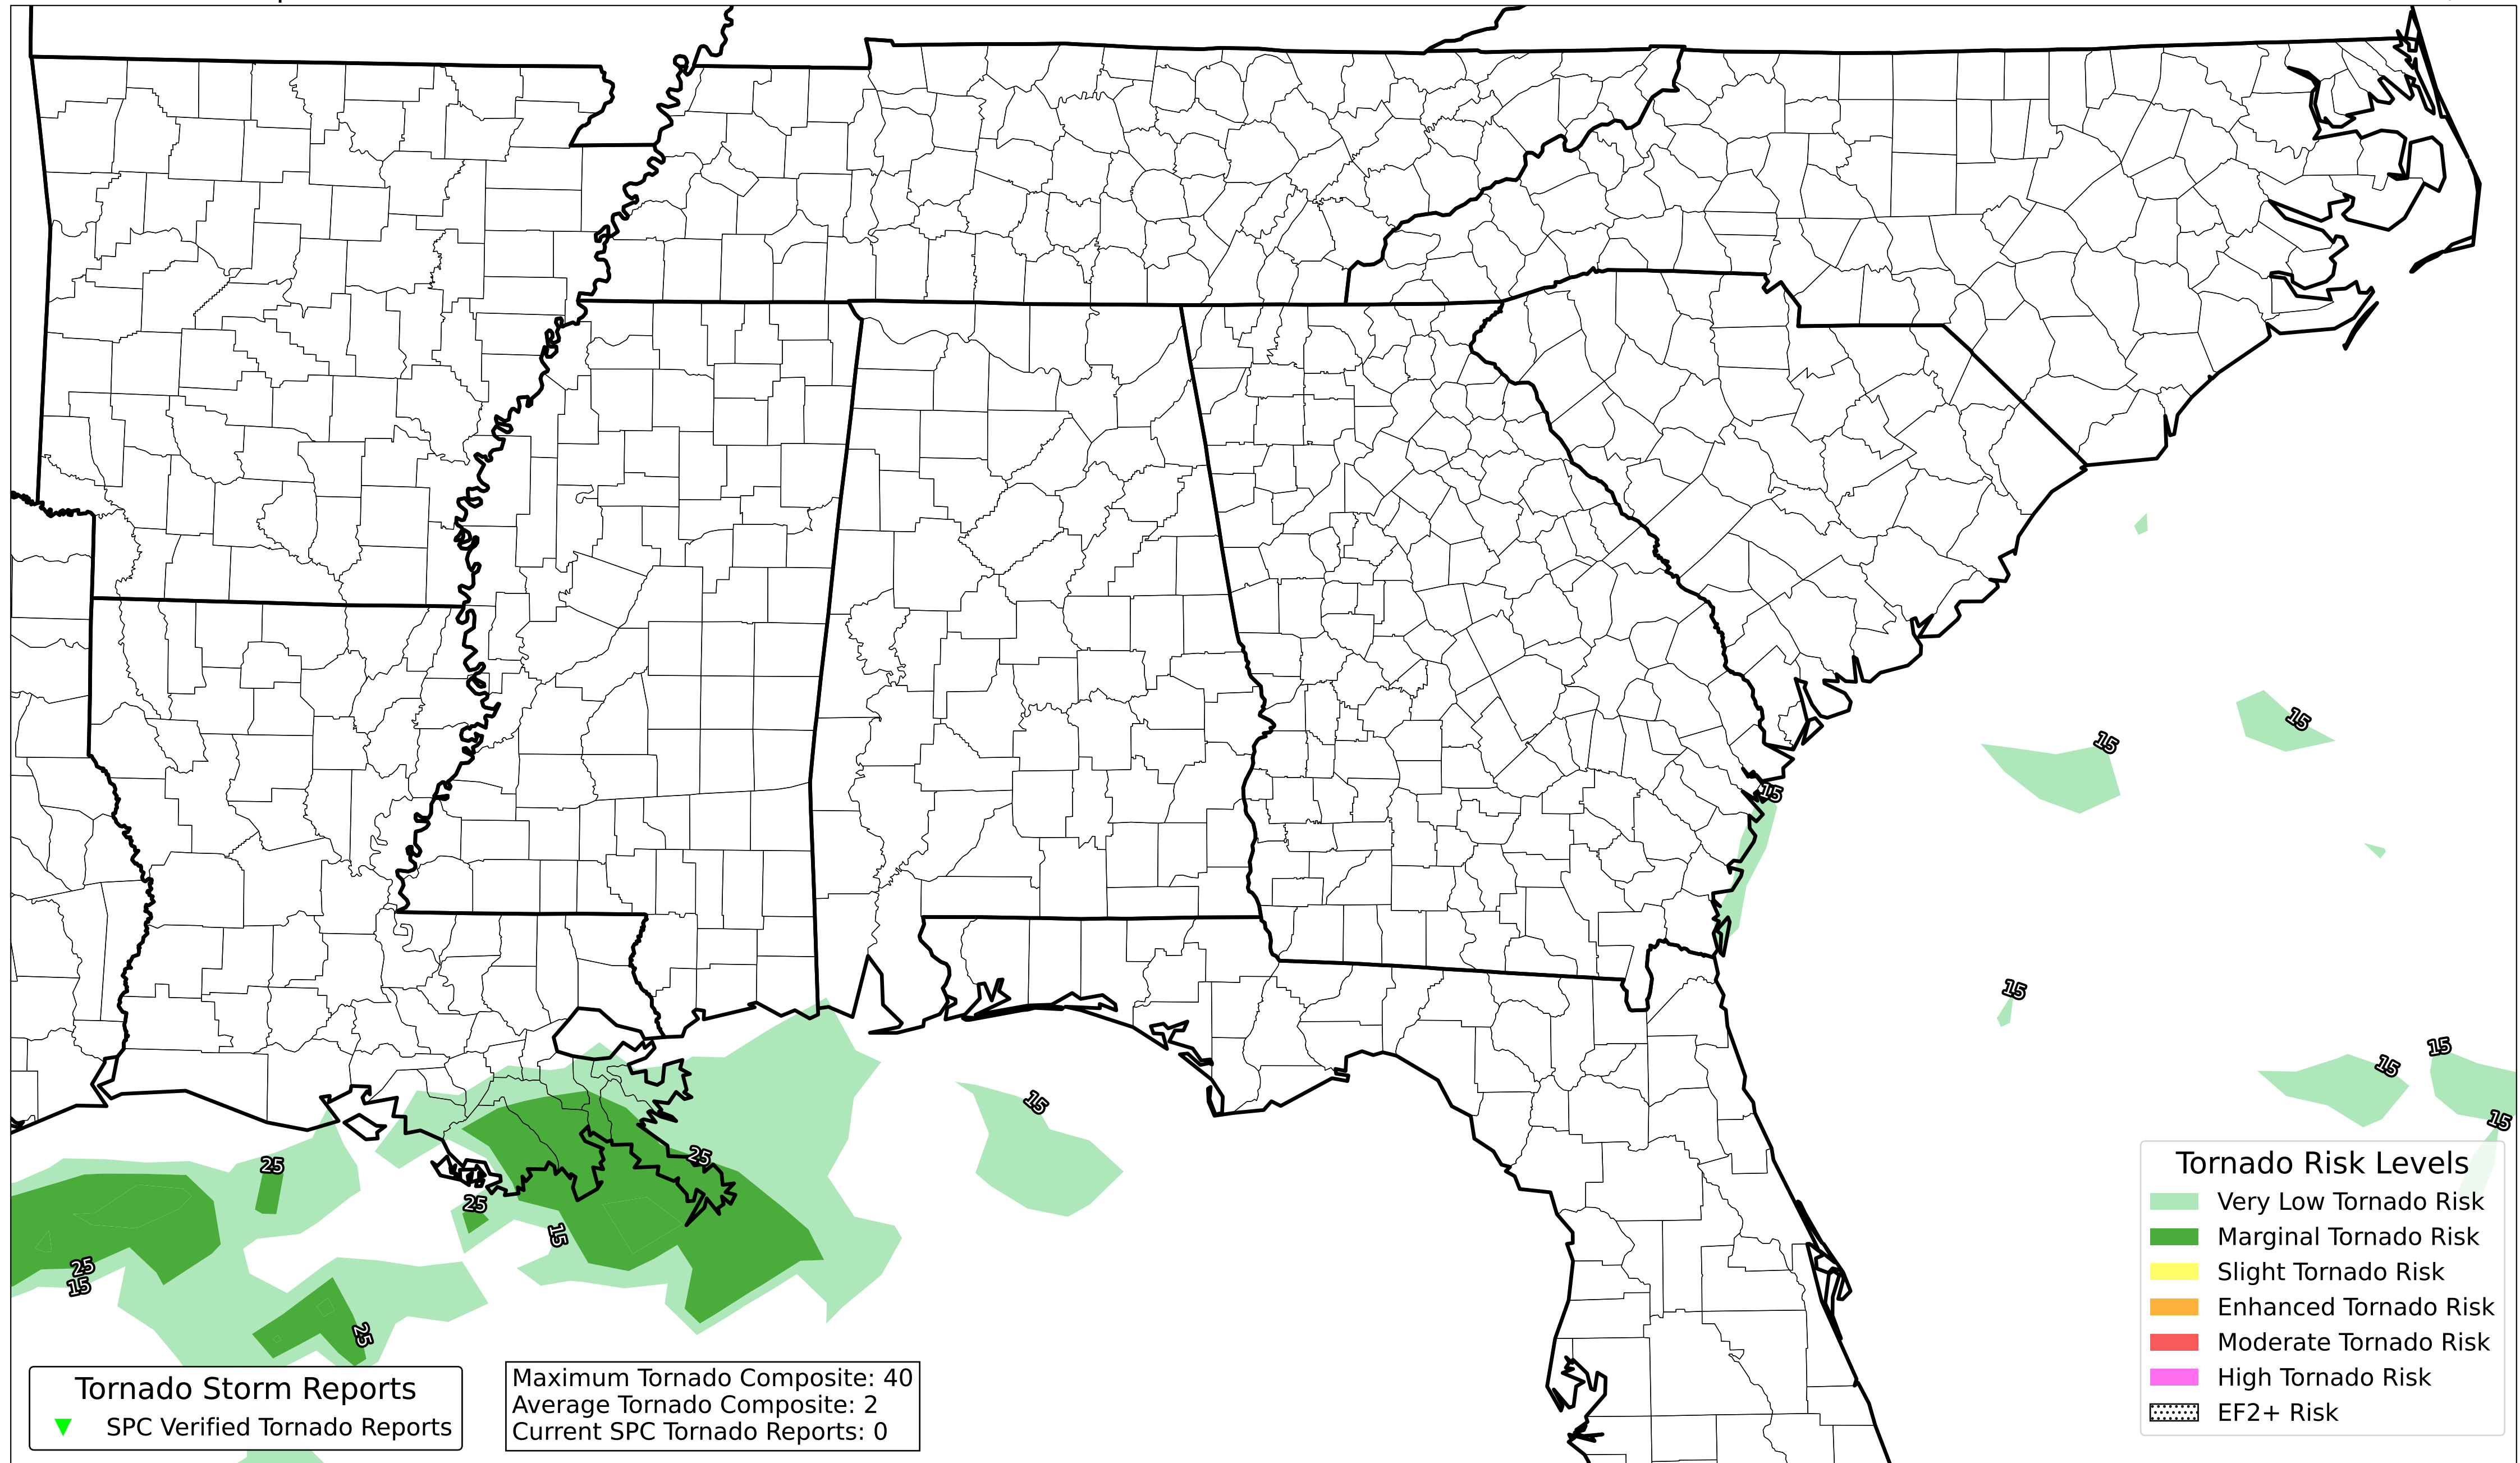 15
15
15
15
15
15
15
15
25
25
25
15
25
15
25
Tornado Risk Levels
Very Low Tornado Risk
Marginal Tornado Risk
Slight Tornado Risk
Enhanced Tornado Risk
Moderate Tornado Risk
High Tornado Risk
EF2+ Risk
Tornado Storm Reports
SPC Verified Tornado Reports
Maximum Tornado Composite: 40
Average Tornado Composite: 2
Current SPC Tornado Reports: 0